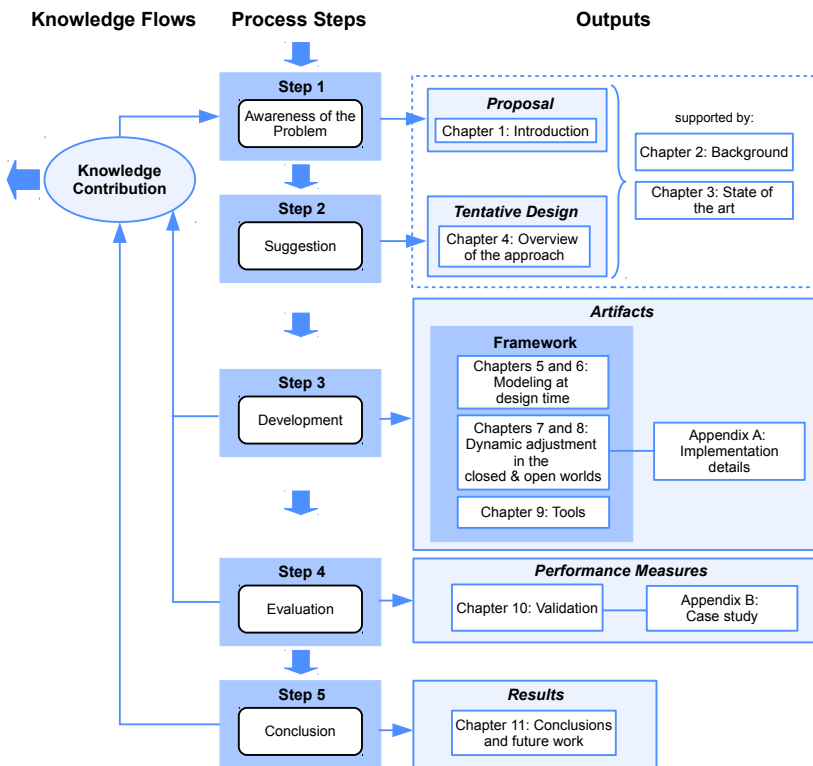 Knowledge Flows
Process Steps
Outputs
Step 1
Awareness of the
Problem
Proposal
Chapter 1: Introduction
supported by:
Chapter 2: Background
Chapter 3: State of
the art
Knowledge
Contribution
Step 2
Suggestion
Tentative Design
Chapter 4: Overview
of the approach
Artifacts
Framework
Chapters 5 and 6:
Modeling at
design time
Step 3
Development
Chapters 7 and 8:
Dynamic adjustment
in the
closed & open worlds
Appendix A:
Implementation
details
Chapter 9: Tools
Step 4
Evaluation
Performance Measures
Chapter 10: Validation
Appendix B:
Case study
Step 5
Conclusion
Results
Chapter 11: Conclusions
and future work